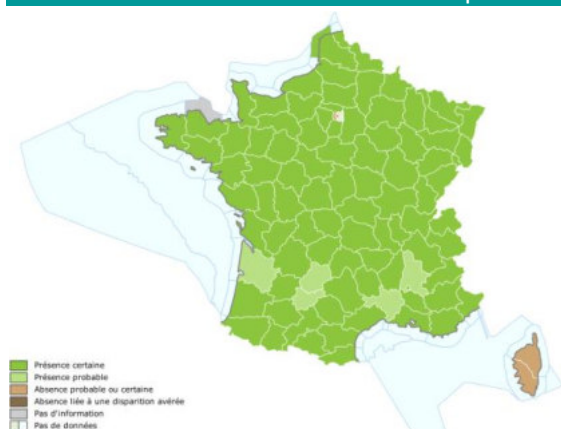 Présence certaine
Présence probable
Absence probable ou certaine
Absence liée à une disparition avérée
Pas d'information
Pas de données